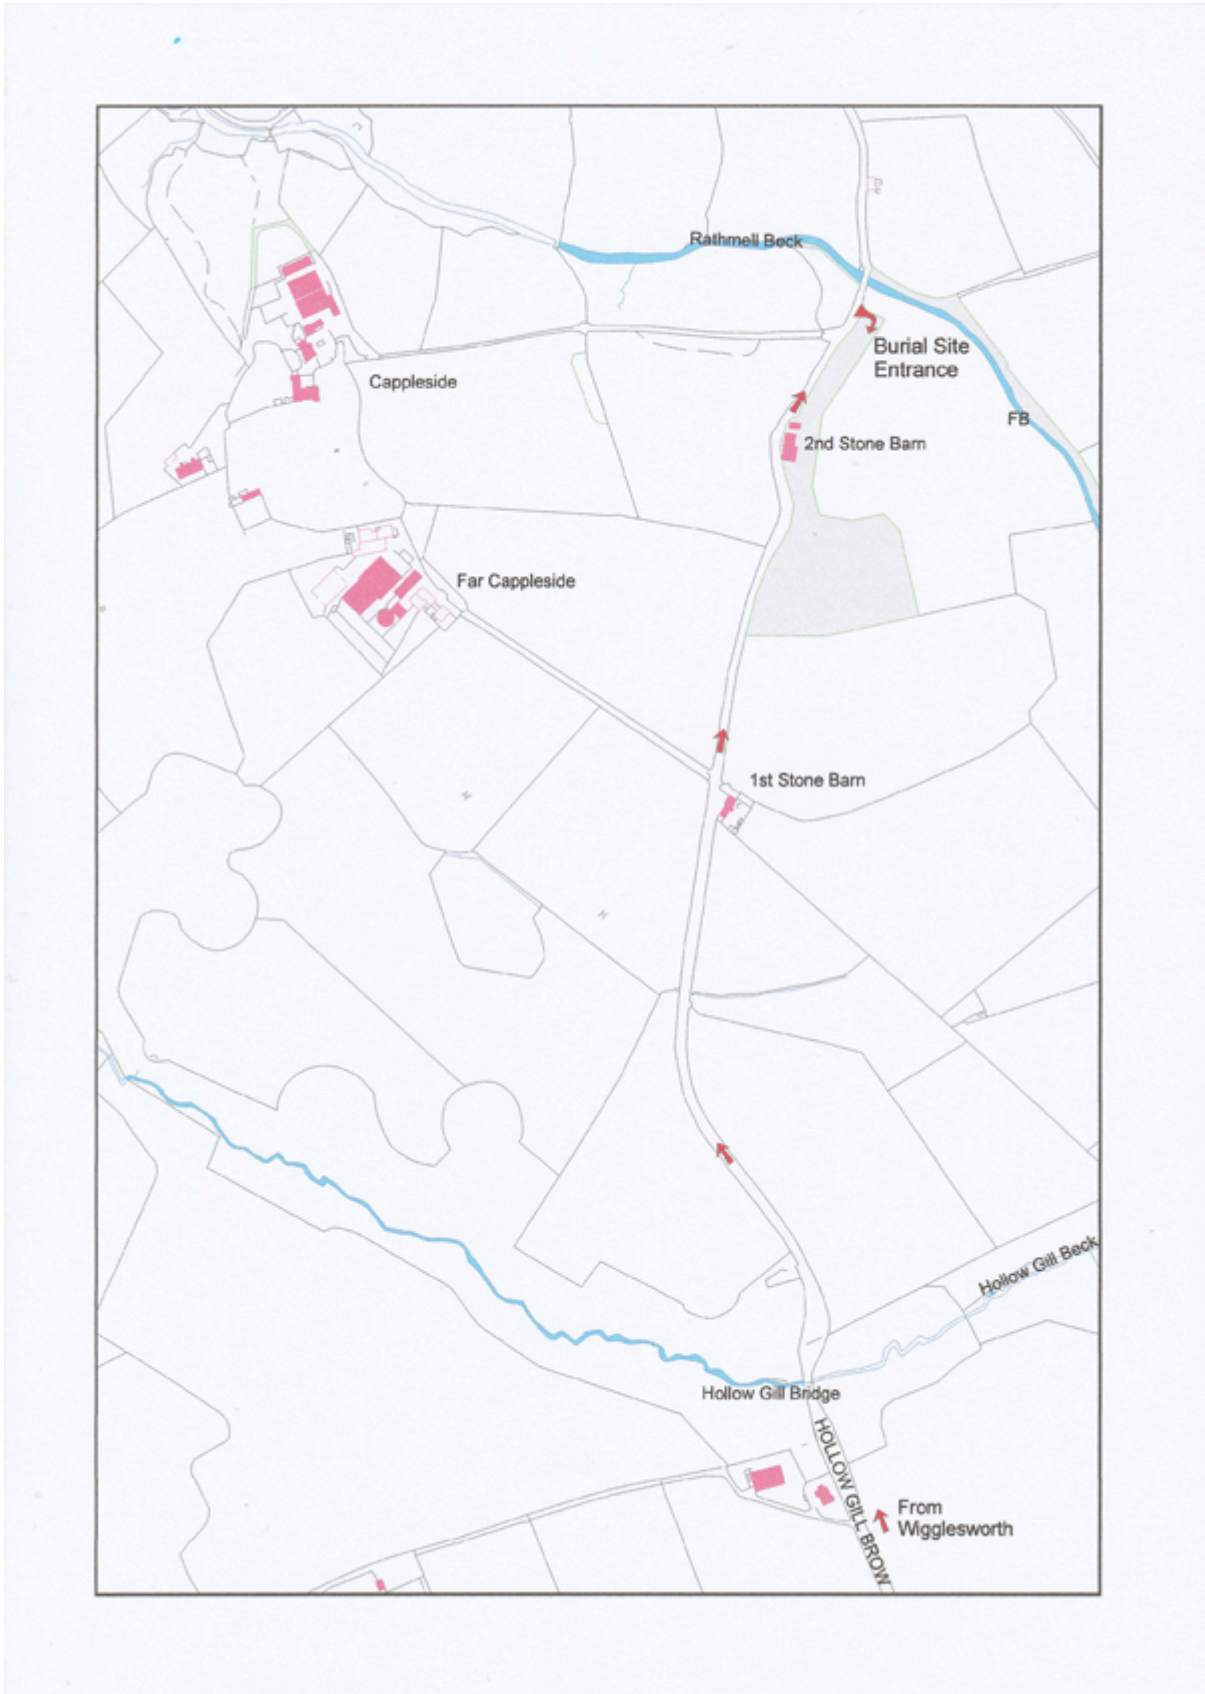 Rathmell Beck
Burial Site
Entrance
Cappleside
FB
2nd Stone Barn
Far Cappleside
1st Stone Barn
Hollow Gill Beck
Hollow Gill Bridge
HOLLOW GILL BROW
From
Wigglesworth